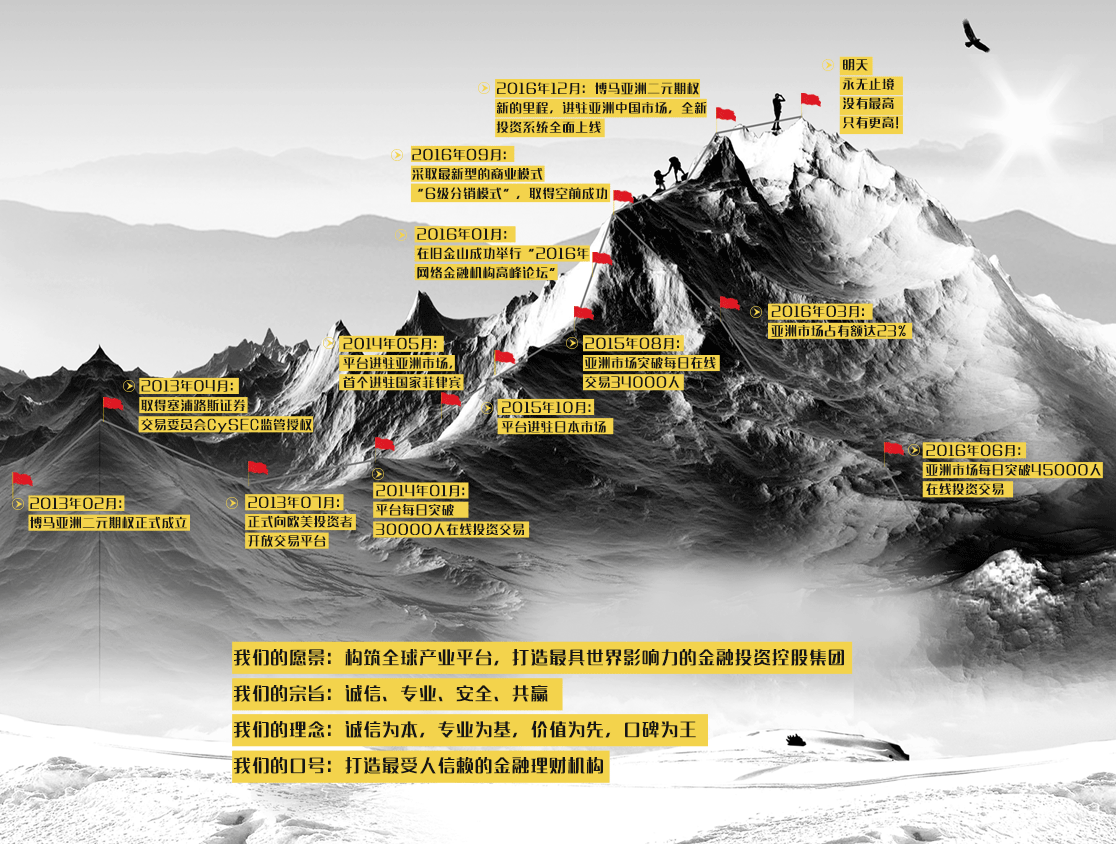 明天
永无止境
没有最高
只有更高!
2016年12月: 博马亚洲二元期权
新的里程，进驻亚洲中国市场，全新
投资系统全面上线
2016年09月:
采取最新型的商业模式
“6级分销模式”，取得空前成功
2016年01月:
在旧金山成功举行“2016年
网络金融机构高峰论坛”
2016年03月:
亚洲市场占有额达23%
2014年05月:
平台进驻亚洲市场,
首个进驻国家菲律宾
2015年08月:
亚洲市场突破每日在线
交易34000人
2013年04月:
取得塞浦路斯证券
交易委员会CySEC监管授权
2015年10月:
平台进驻日本市场
2016年06月:
亚洲市场每日突破45000人
在线投资交易
2013年02月:
博马亚洲二元期权正式成立
2013年07月:
正式向欧美投资者
开放交易平台
2014年01月:
平台每日突破
30000人在线投资交易
我们的愿景: 构筑全球产业平台，打造最具世界影响力的金融投资控股集团
我们的宗旨: 诚信、专业、安全、共赢
我们的理念: 诚信为本，专业为基，价值为先，口碑为王
我们的口号: 打造最受人信赖的金融理财机构